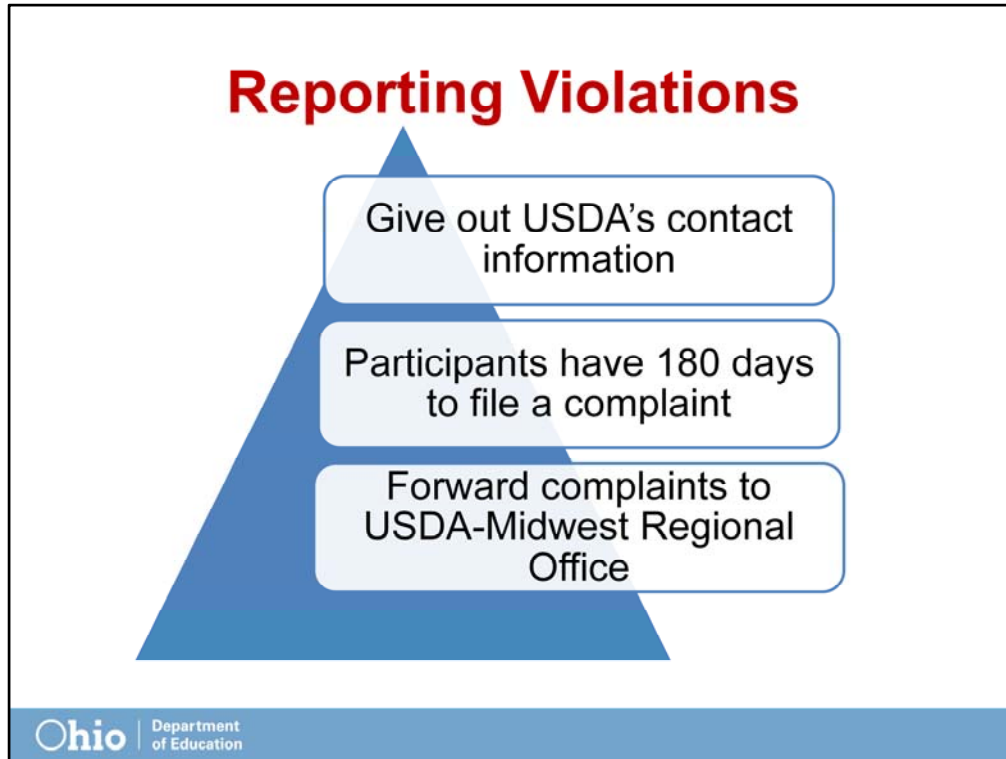 Reporting Violations
Give out USDA’s contact
information
Participants have 180 days
to file a complaint
Forward complaints to
USDA-Midwest Regional
Office
Ohio
Department
of Education